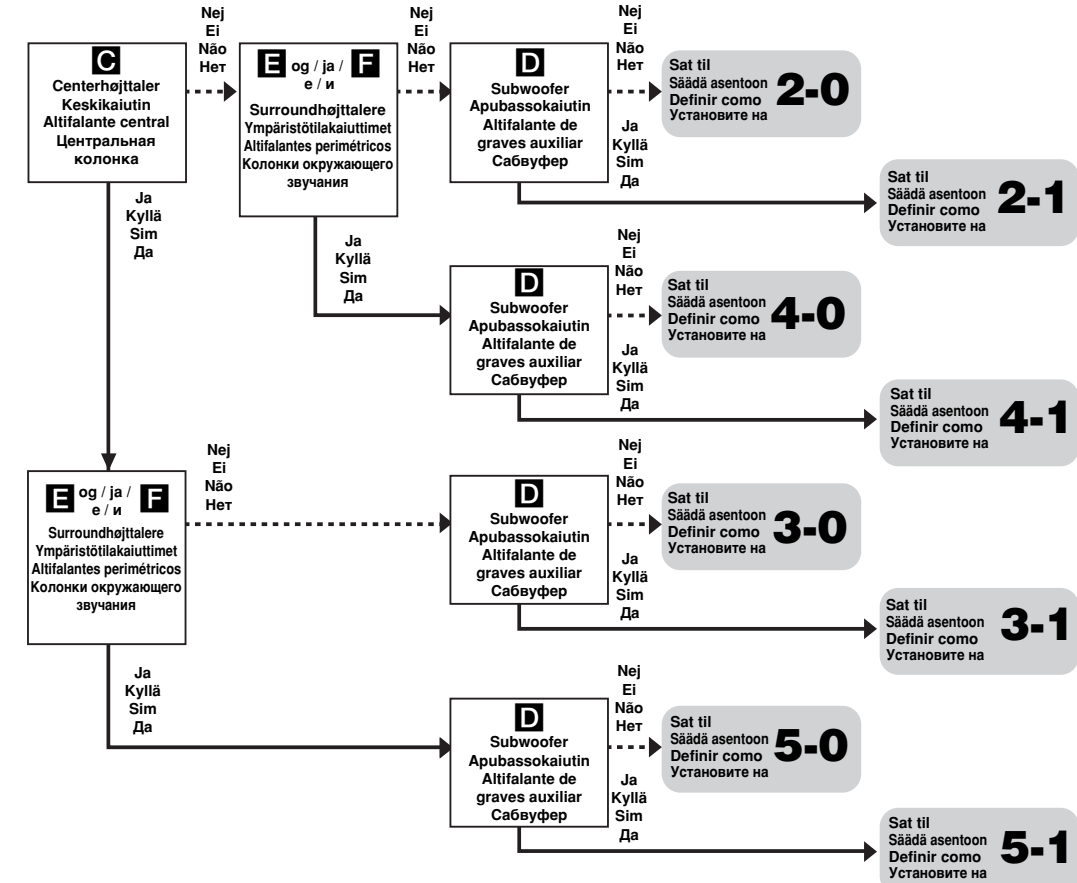 C
Centerhøjttaler
Keskikaiutin
Altifalante central
Центральная
колонка
Nej
Ei
Não
Нет
E og / ja / F
e / и
Surroundhøjttalere
Ympäristötilakaiuttimet
Altifalantes perimétricos
Колонки окружающего
звучания
Nej
Ei
Não
Нет
D
Subwoofer
Apubassokaiutin
Altifalante de
graves auxiliar
Сабвуфер
Nej
Ei
Não
Нет
Sat til
Säädä asentoon
Definir como
Установите на
2-0
Ja
Kyllä
Sim
Да
Sat til
Säädä asentoon
Definir como
Установите на
2-1
Ja
Kyllä
Sim
Да
Ja
Kyllä
Sim
Да
D
Subwoofer
Apubassokaiutin
Altifalante de
graves auxiliar
Сабвуфер
Nej
Ei
Não
Нет
Sat til
Säädä asentoon
Definir como
Установите на
4-0
Ja
Kyllä
Sim
Да
Sat til
Säädä asentoon
Definir como
Установите на
4-1
E og / ja / F
e / и
Surroundhøjttalere
Ympäristötilakaiuttimet
Altifalantes perimétricos
Колонки окружающего
звучания
Nej
Ei
Não
Нет
D
Subwoofer
Apubassokaiutin
Altifalante de
graves auxiliar
Сабвуфер
Nej
Ei
Não
Нет
Sat til
Säädä asentoon
Definir como
Установите на
3-0
Ja
Kyllä
Sim
Да
Sat til
Säädä asentoon
Definir como
Установите на
3-1
Ja
Kyllä
Sim
Да
D
Subwoofer
Apubassokaiutin
Altifalante de
graves auxiliar
Сабвуфер
Nej
Ei
Não
Нет
Sat til
Säädä asentoon
Definir como
Установите на
5-0
Ja
Kyllä
Sim
Да
Sat til
Säädä asentoon
Definir como
Установите на
5-1